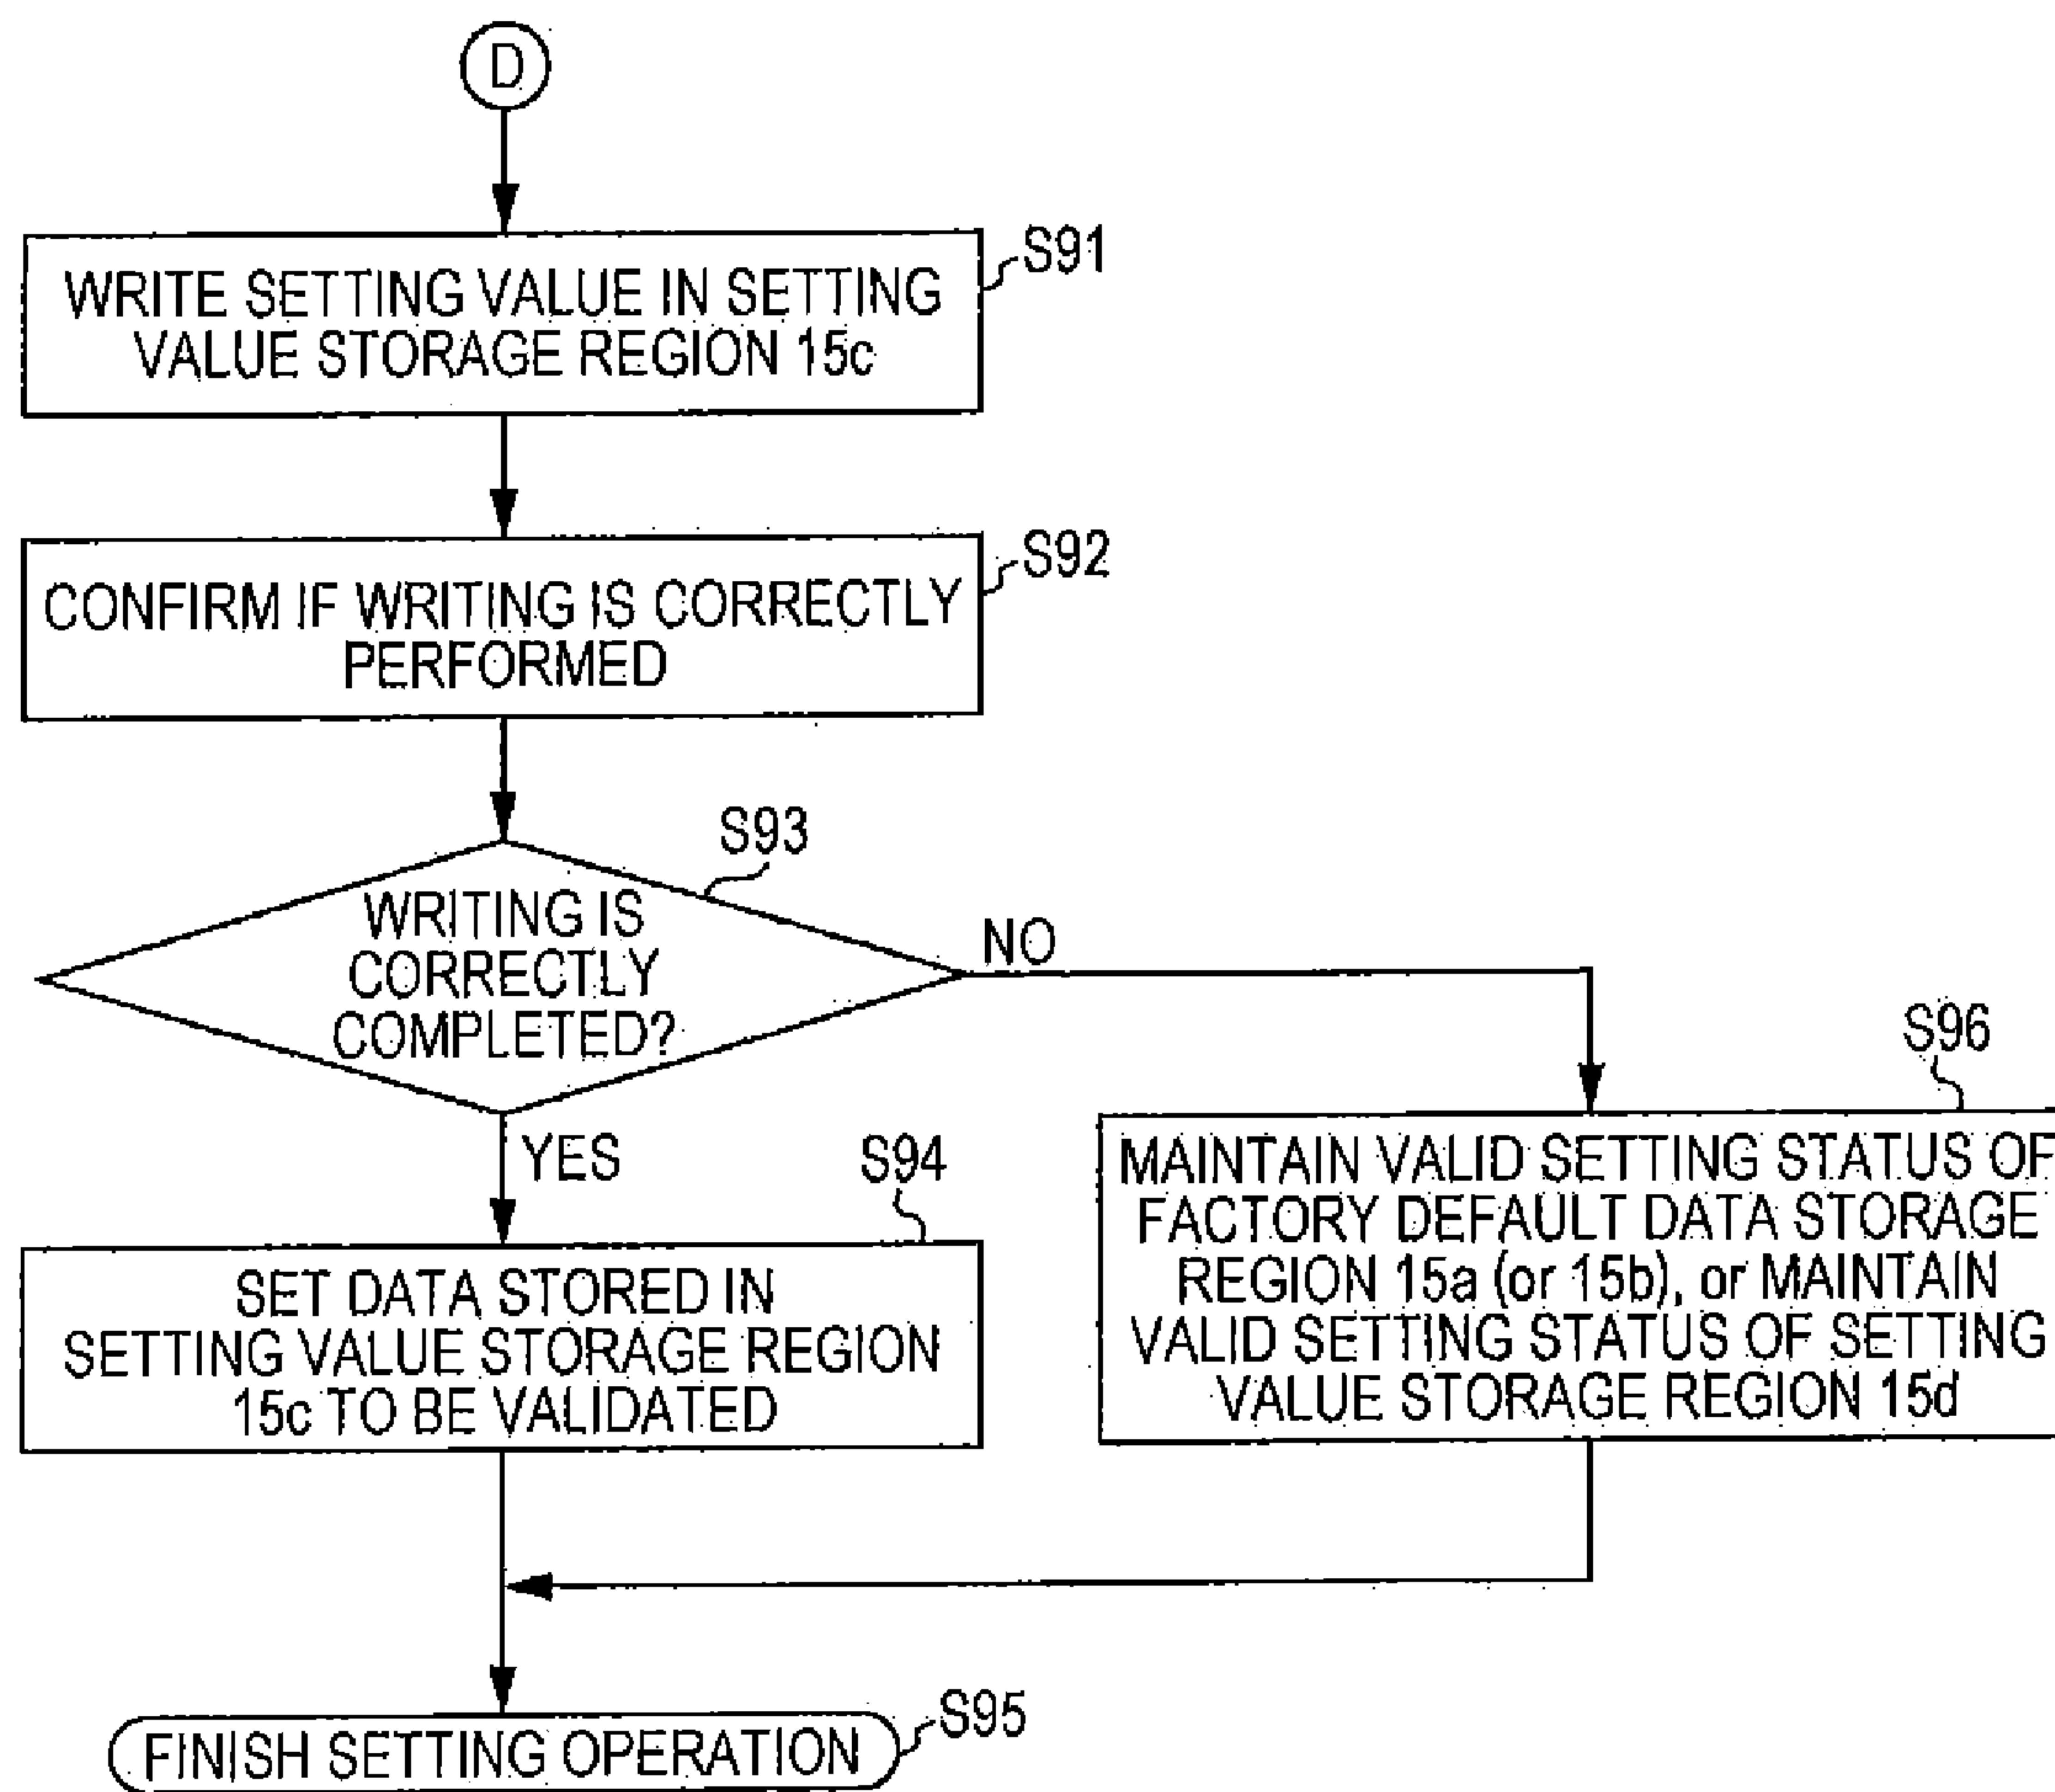 D
S91
WRITE SETTING VALUE IN SETTING
VALUE STORAGE REGION 15c
S92
CONFIRM IF WRITING IS CORRECTLY
PERFORMED
S93
WRITING IS
CORRECTLY
COMPLETED?
NO
YES
S94
SET DATA STORED IN
SETTING VALUE STORAGE REGION
15c TO BE VALIDATED
S96
MAINTAIN VALID SETTING STATUS OF
FACTORY DEFAULT DATA STORAGE
REGION 15a (or 15b), or MAINTAIN
VALID SETTING STATUS OF SETTING
VALUE STORAGE REGION 15d
S95
FINISH SETTING OPERATION